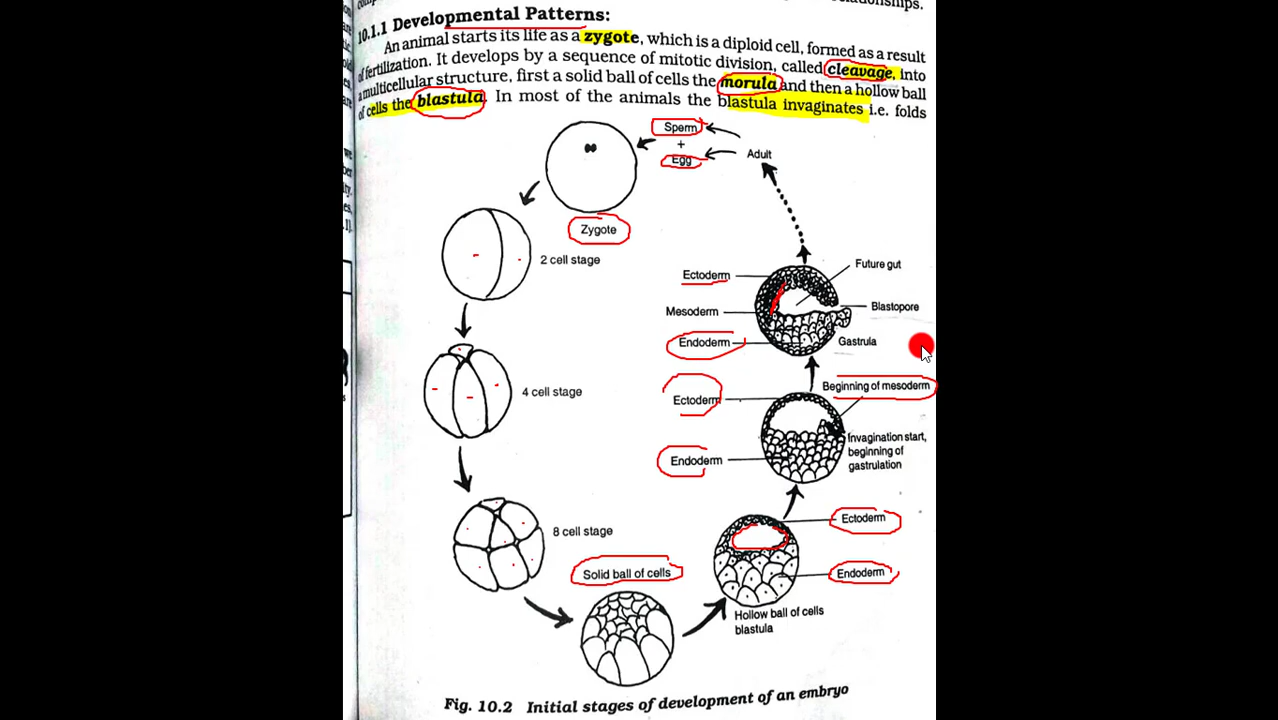 10.1.1 Developmental Patterns:
An animal starts its life as a zygote, which is a diploid cell, formed as a result
of fertilization. It develops by a sequence of mitotic division, called cleavage, into
a multicellular structure, first a solid ball of cells the morula and then a hollow ball
of cells the blastula. In most of the animals the blastula invaginates i.e. folds
Sperm
+
Egg
Adult
Zygote
2 cell stage
4 cell stage
8 cell stage
Solid ball of cells
Ectoderm
Endoderm
Hollow ball of cells
blastula
Beginning of mesoderm
Ectoderm
Endoderm
Invagination start,
beginning of
gastrulation
Ectoderm
Future gut
Mesoderm
Blastopore
Endoderm
Gastrula
Fig. 10.2 Initial stages of development of an embryo